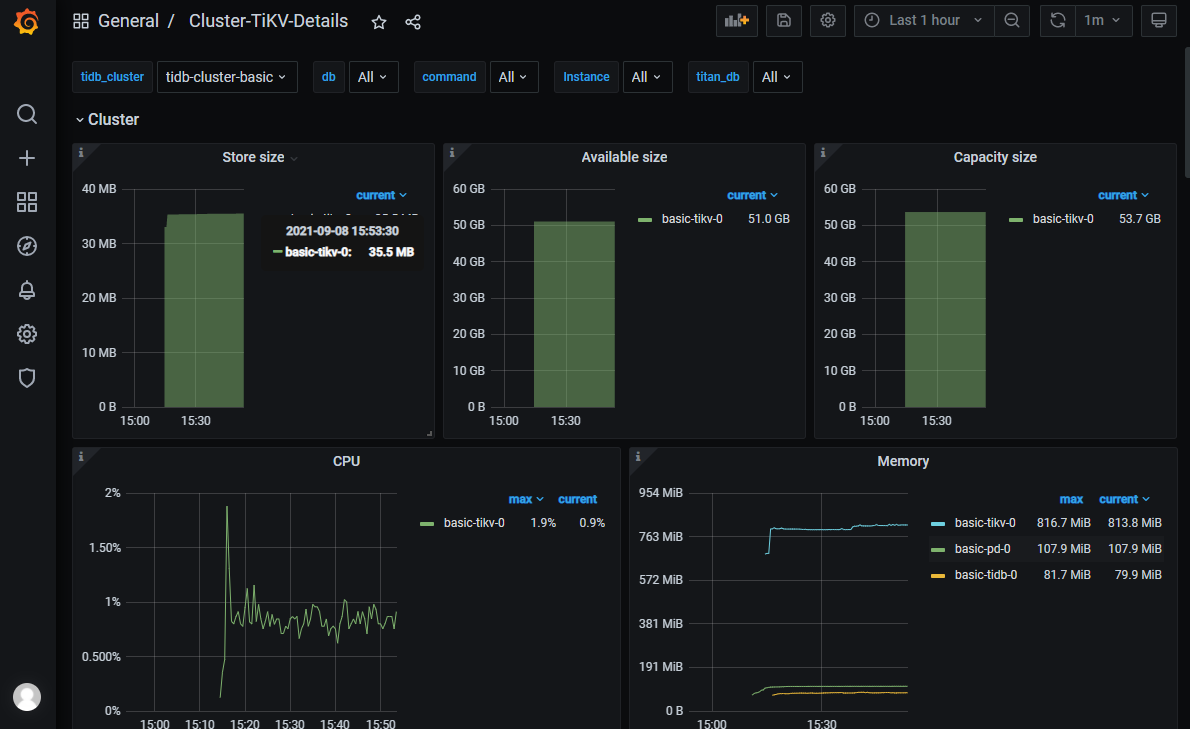 General / Cluster-TiKV-Details
Last 1 hour
1m
tidb_cluster tidb-cluster-basic db All command All Instance All titan_db All
Cluster
Store size
current
40 MB
30 MB
20 MB
10 MB
0 B
15:00 15:30
2021-09-08 15:53:30
basic-tikv-0: 35.5 MB
Available size
current
basic-tikv-0 51.0 GB
60 GB
50 GB
40 GB
30 GB
20 GB
10 GB
0 B
15:00 15:30
Capacity size
current
basic-tikv-0 53.7 GB
60 GB
50 GB
40 GB
30 GB
20 GB
10 GB
0 B
15:00 15:30
CPU
max current
basic-tikv-0 1.9% 0.9%
2%
1.50%
1%
0.500%
0%
15:00 15:10 15:20 15:30 15:40 15:50
Memory
max current
basic-tikv-0 816.7 MiB 813.8 MiB
basic-pd-0 107.9 MiB 107.9 MiB
basic-tidb-0 81.7 MiB 79.9 MiB
954 MiB
763 MiB
572 MiB
381 MiB
191 MiB
0 B
15:00 15:30